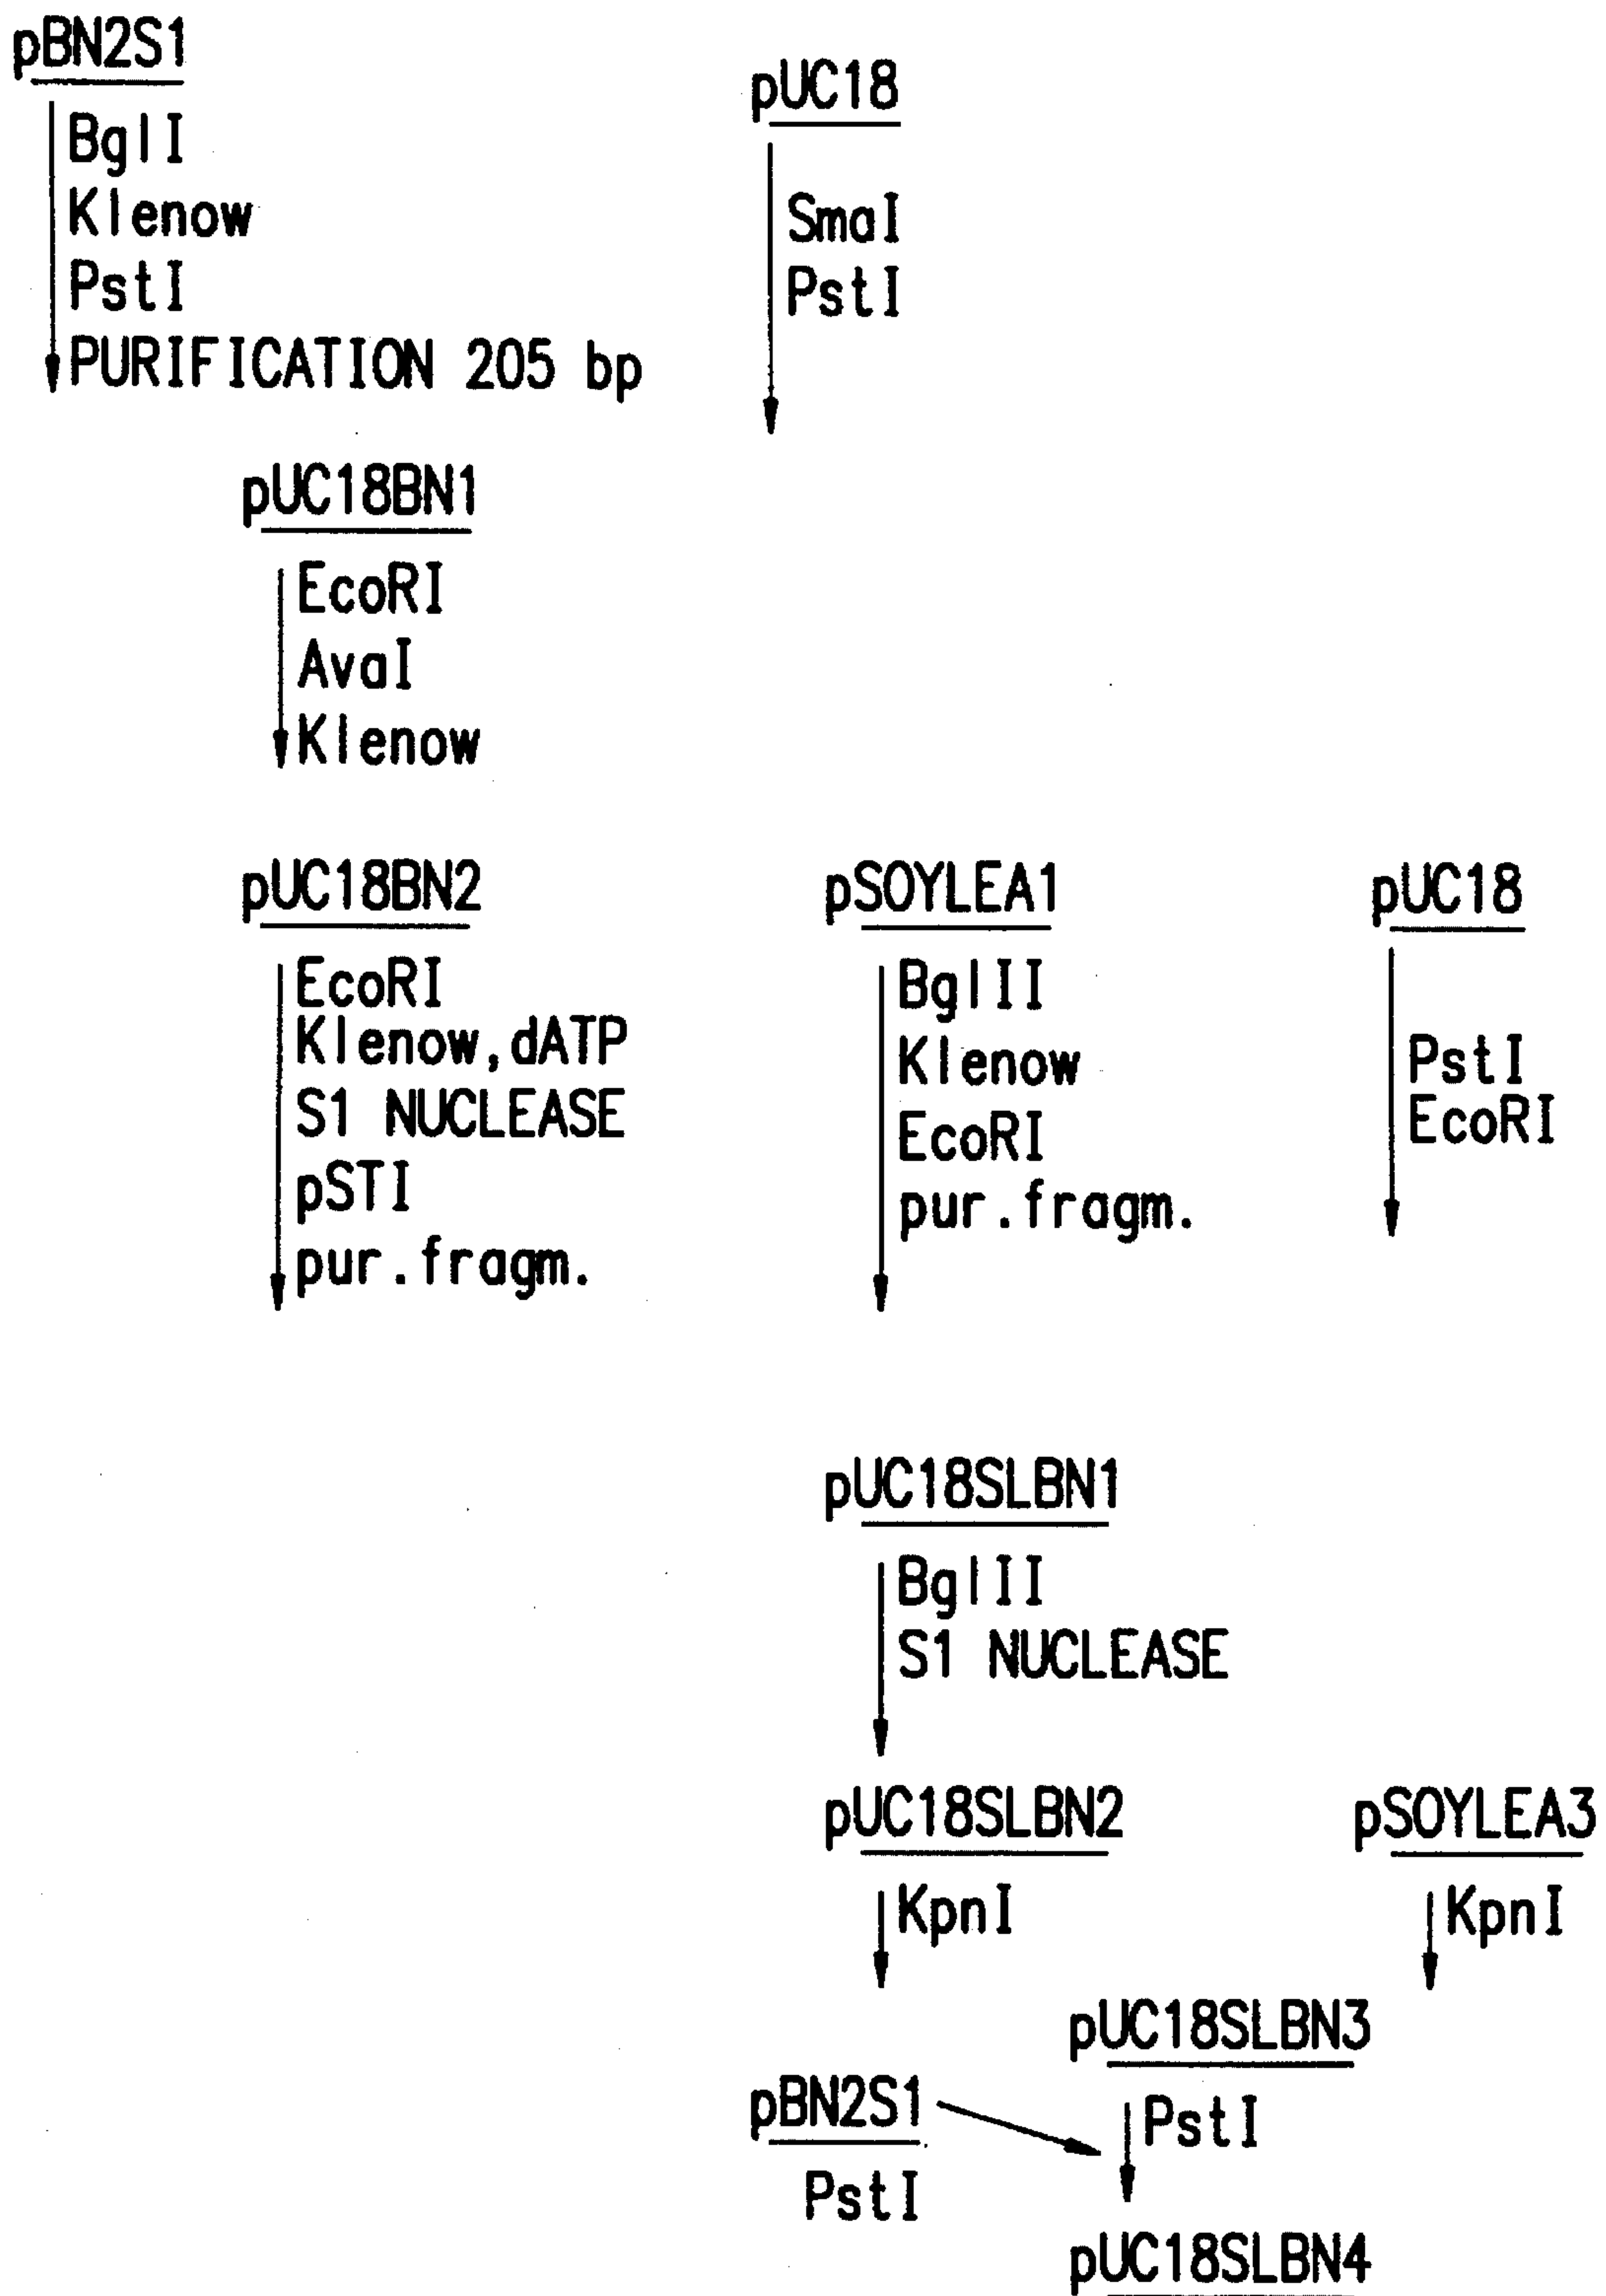 pBN2S1
BglI
Klenow
PstI
PURIFICATION 205 bp
pUC18
SmaI
PstI
pUC18BN1
EcoRI
AvaI
Klenow
pUC18BN2
EcoRI
Klenow,dATP
S1 NUCLEASE
pSTI
pur.fragm.
pSOYLEA1
BglII
Klenow
EcoRI
pur.fragm.
pUC18
PstI
EcoRI
pUC18SLBN1
BglII
S1 NUCLEASE
pUC18SLBN2
KpnI
pSOYLEA3
KpnI
pUC18SLBN3
PstI
pBN2S1
PstI
pUC18SLBN4